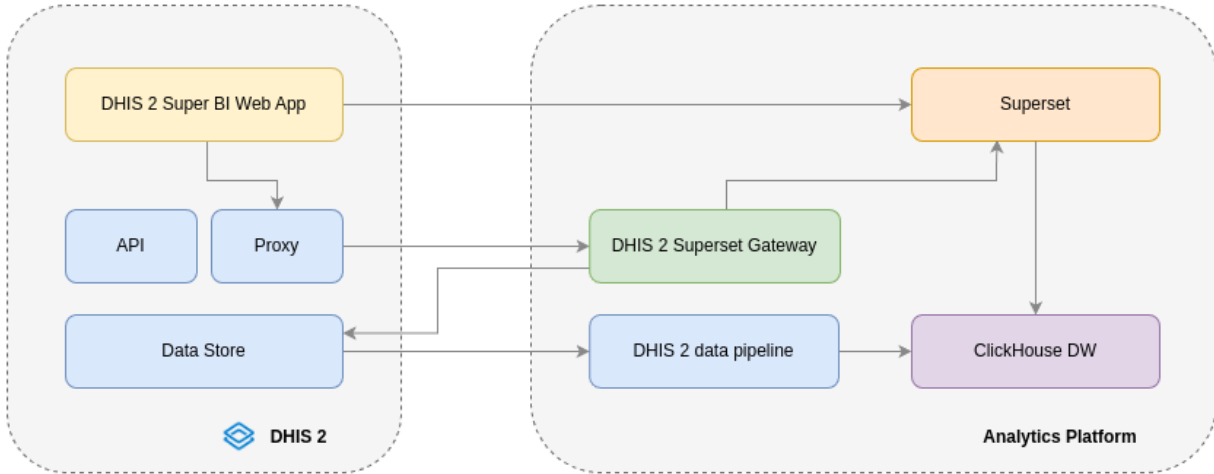 DHIS 2 Super BI Web App
Superset
API
Proxy
DHIS 2 Superset Gateway
Data Store
DHIS 2 data pipeline
ClickHouse DW
DHIS 2
Analytics Platform